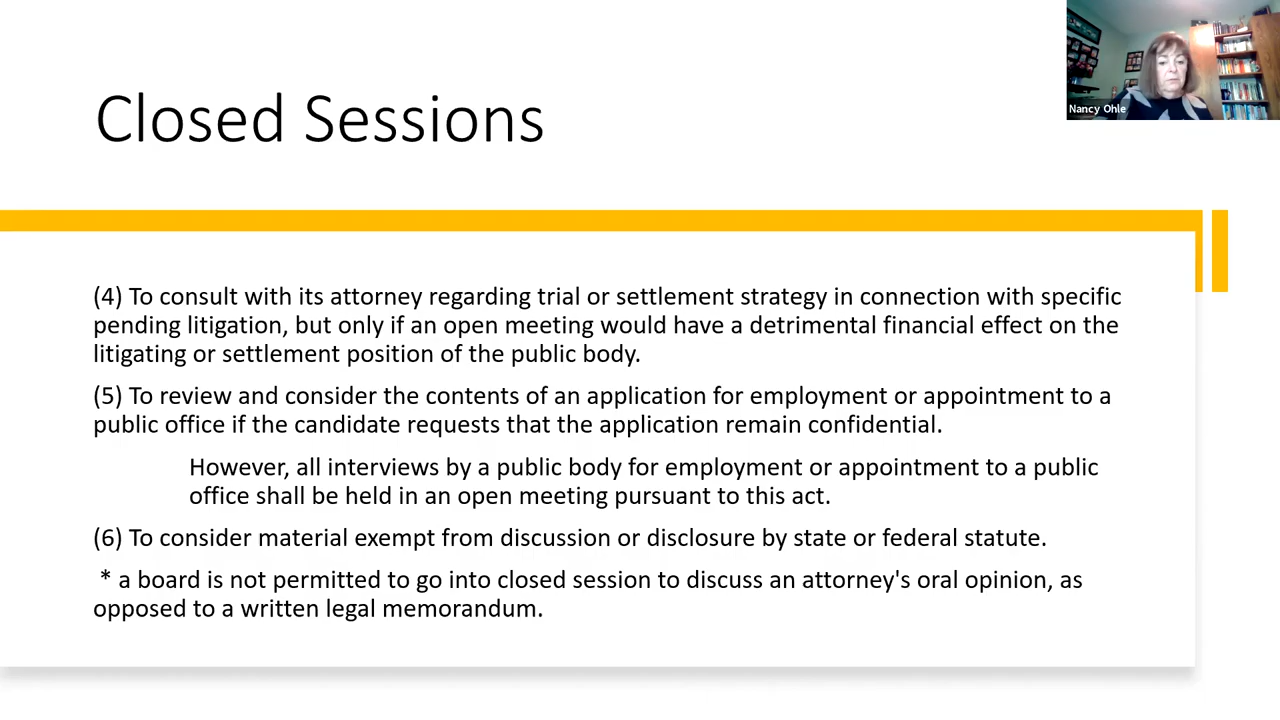 Nancy Ohle
Closed Sessions
(4) To consult with its attorney regarding trial or settlement strategy in connection with specific
pending litigation, but only if an open meeting would have a detrimental financial effect on the
litigating or settlement position of the public body.
(5) To review and consider the contents of an application for employment or appointment to a
public office if the candidate requests that the application remain confidential.
However, all interviews by a public body for employment or appointment to a public
office shall be held in an open meeting pursuant to this act.
(6) To consider material exempt from discussion or disclosure by state or federal statute.
* a board is not permitted to go into closed session to discuss an attorney's oral opinion, as
opposed to a written legal memorandum.